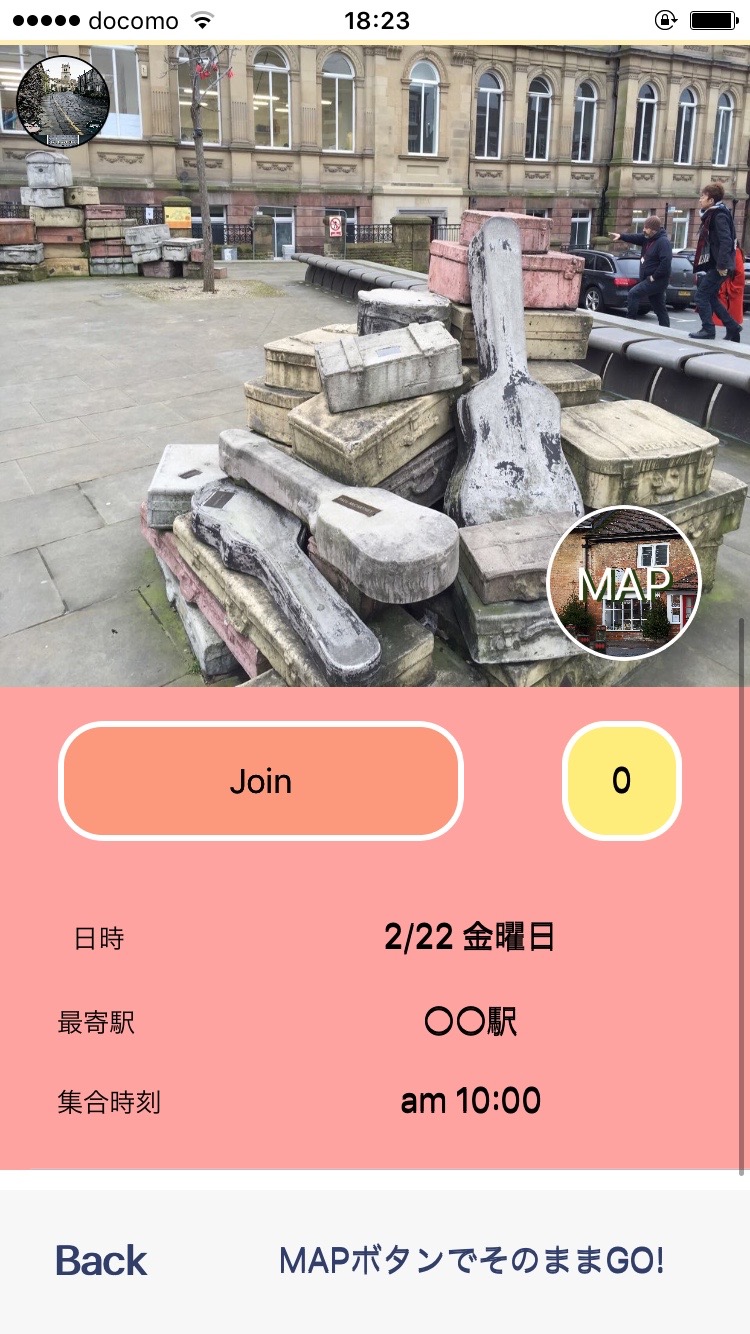 docomo 18:23
MAP
Join 0
日時 2/22 金曜日
最寄駅 〇〇駅
集合時刻 am 10:00
Back MAPボタンでそのままGO!